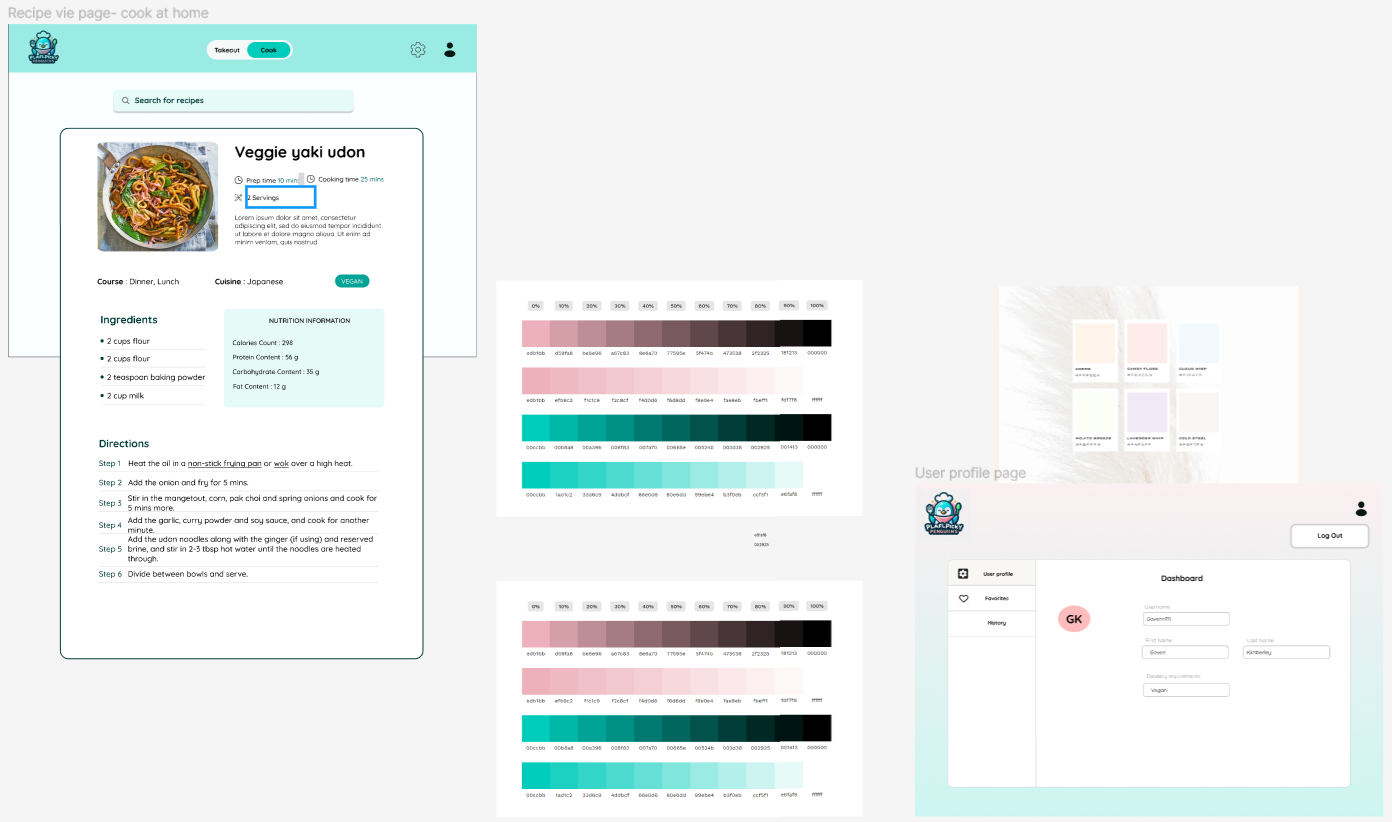 Recipe vie page- cook at home
PLAFLPICKY
PENGUINS
Takeout
Cook
Search for recipes
Veggie yaki udon
Prep time 10 mins
Cooking time 25 mins
2 Servings
Lorem ipsum dolor sit amet, consectetur
adipiscing elit, sed do eiusmod tempor incididunt
ut labore et dolore magna aliqua. Ut enim ad
minim veniam, quis nostrud
Course : Dinner, Lunch
Cuisine : Japanese
VEGAN
Ingredients
2 cups flour
2 cups flour
2 teaspoon baking powder
2 cup milk
NUTRITION INFORMATION
Calories Count : 298
Protein Content : 56 g
Carbohydrate Content : 35 g
Fat Content : 12 g
Directions
Step 1 Heat the oil in a non-stick frying pan or wok over a high heat.
Step 2 Add the onion and fry for 5 mins.
Step 3 Stir in the mangetout, corn, pak choi and spring onions and cook for
5 mins more.
Step 4 Add the garlic, curry powder and soy sauce, and cook for another
minute.
Step 5 Add the udon noodles along with the ginger (if using) and reserved
brine, and stir in 2-3 tbsp hot water until the noodles are heated
through.
Step 6 Divide between bowls and serve.
0% 10% 20% 30% 40% 50% 60% 70% 80% 90% 100%
edb1bb d59fa8 be8e96 a67c83 8e6a70 77595e 5f474b 473538 2f2325 181213 000000
efb9c2 f1c1c9 f2c8cf f4d0d6 f6d8dd f8e0e4 fae8eb fbeff1 fdf7f8 ffffff
00ccbb 00b8a8 00a396 008f83 007a70 00665e 00524b 003d38 002925 001413 000000
00ccbb 1ad1c2 33d6c9 4ddbcf 66e0d6 80e6dd 99ebe4 b3f0eb ccf5f1 e6faf8 ffffff
e6faf8
002925
0% 10% 20% 30% 40% 50% 60% 70% 80% 90% 100%
edb1bb d59fa8 be8e96 a67c83 8e6a70 77595e 5f474b 473538 2f2325 181213 000000
efb9c2 f1c1c9 f2c8cf f4d0d6 f6d8dd f8e0e4 fae8eb fbeff1 fdf7f8 ffffff
00ccbb 00b8a8 00a396 008f83 007a70 00665e 00524b 003d38 002925 001413 000000
00ccbb 1ad1c2 33d6c9 4ddbcf 66e0d6 80e6dd 99ebe4 b3f0eb ccf5f1 e6faf8 ffffff
CANDY FLOSS
MOJITO BREEZE
LAVENDER WHIP
COLD STEEL
User profile page
PLAFLPICKY
PENGUINS
Log Out
User profile
Favorites
History
Dashboard
GK
Username
First Name
Last Name
Kimberley
Dietary requirements
Vegan